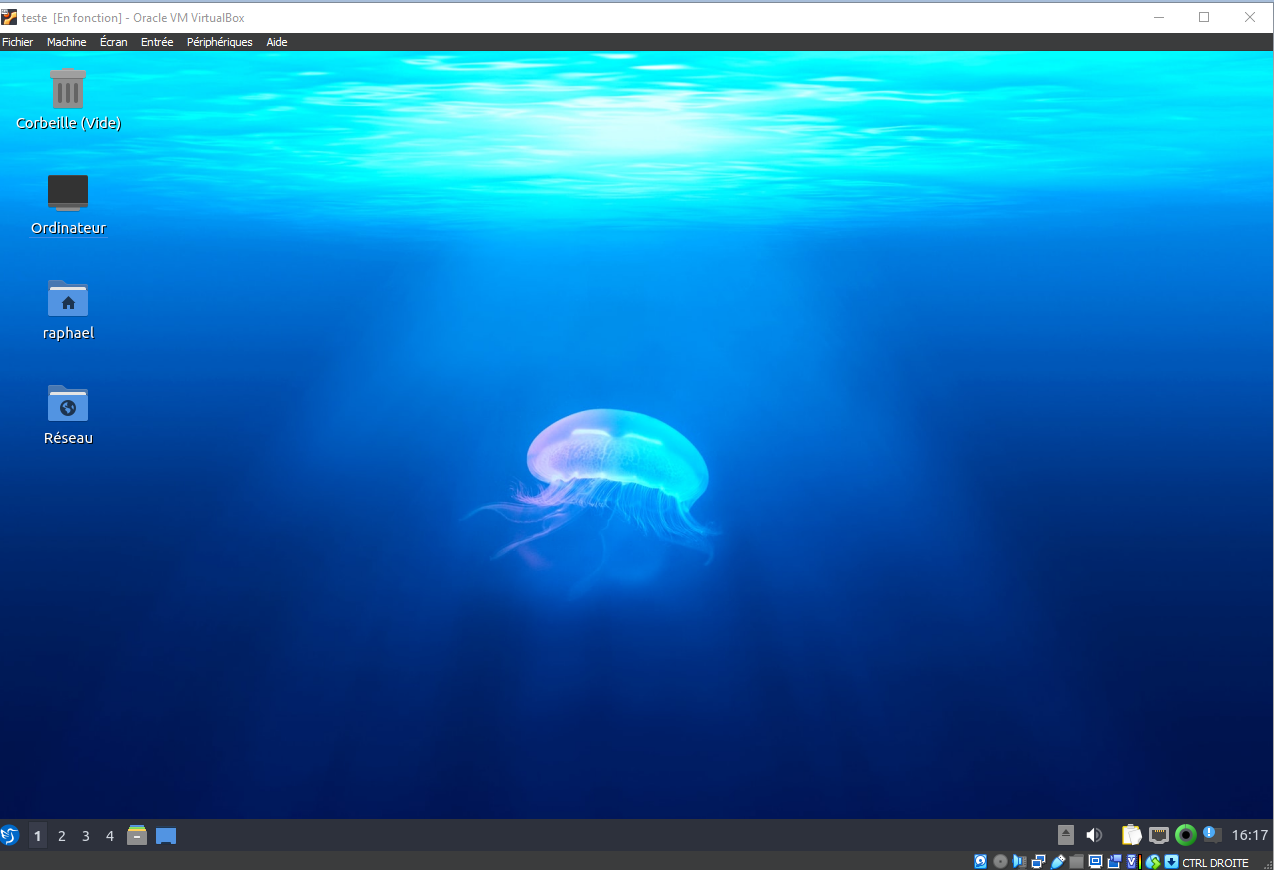 teste [En fonction] - Oracle VM VirtualBox
Fichier Machine Écran Entrée Périphériques Aide
Corbeille (Vide)
Ordinateur
raphael
Réseau
1 2 3 4 16:17
CTRL DROITE